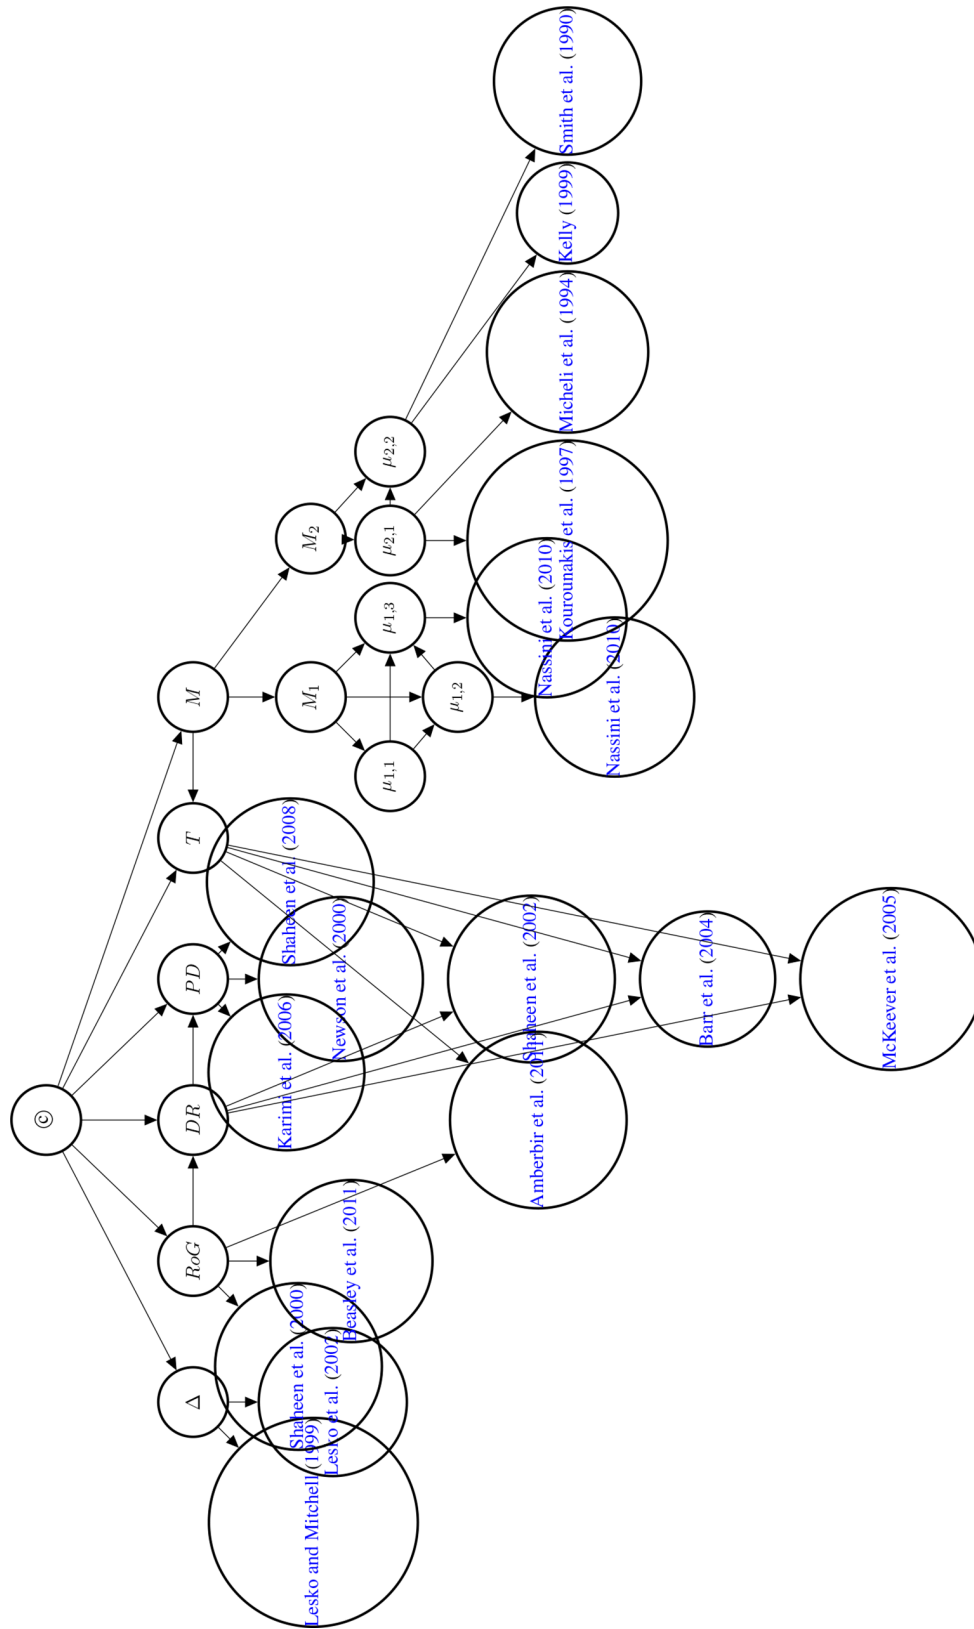 ©
Δ
RoG
DR
PD
T
M
M₁
M₂
μ₁,₁
μ₁,₂
μ₁,₃
μ₂,₁
μ₂,₂
Lesko and Mitchell (1999)
Lesko et al. (2002)
Shaheen et al. (2000)
Beasley et al. (2011)
Karimi et al. (2006)
Newson et al. (2000)
Shaheen et al. (2008)
Amberbir et al. (2011)
Shaheen et al. (2002)
Barr et al. (2004)
McKeever et al. (2005)
Nassini et al. (2010)
Nassini et al. (2010)
Kourounakis et al. (1997)
Micheli et al. (1994)
Kelly (1999)
Smith et al. (1990)